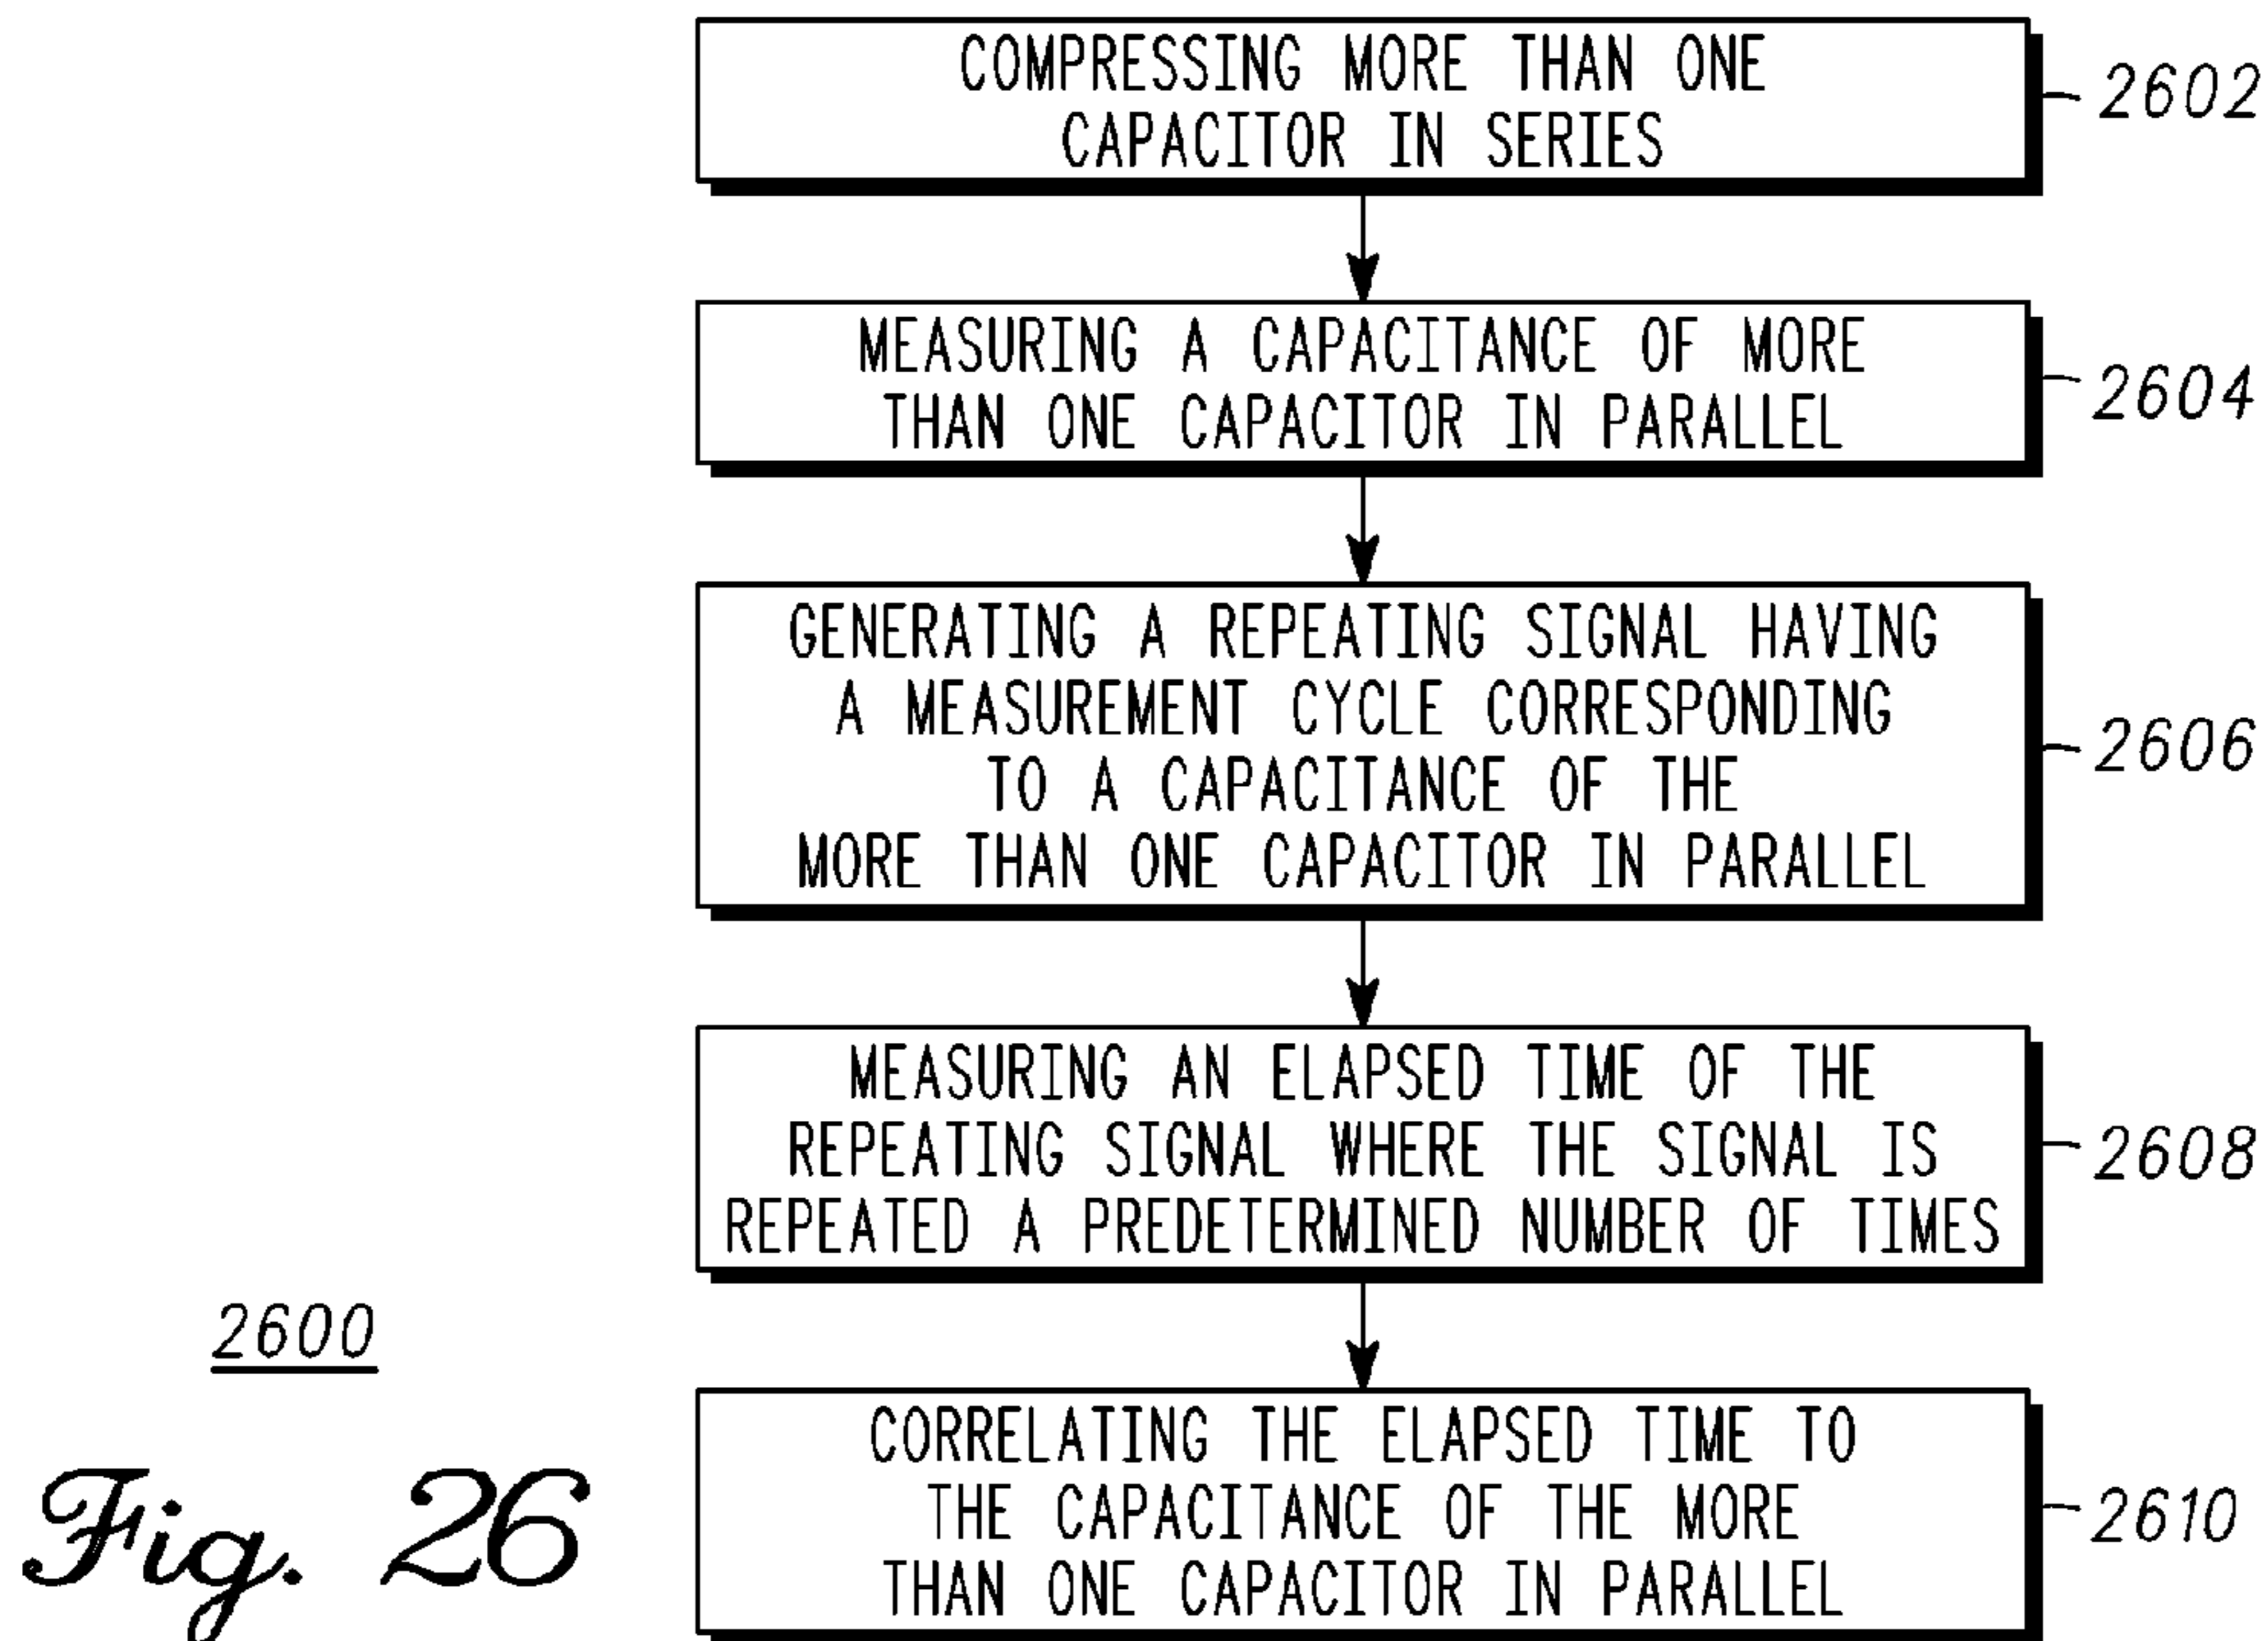 COMPRESSING MORE THAN ONE
CAPACITOR IN SERIES
2602
MEASURING A CAPACITANCE OF MORE
THAN ONE CAPACITOR IN PARALLEL
2604
GENERATING A REPEATING SIGNAL HAVING
A MEASUREMENT CYCLE CORRESPONDING
TO A CAPACITANCE OF THE
MORE THAN ONE CAPACITOR IN PARALLEL
2606
MEASURING AN ELAPSED TIME OF THE
REPEATING SIGNAL WHERE THE SIGNAL IS
REPEATED A PREDETERMINED NUMBER OF TIMES
2608
CORRELATING THE ELAPSED TIME TO
THE CAPACITANCE OF THE MORE
THAN ONE CAPACITOR IN PARALLEL
2610
2600
Fig. 26